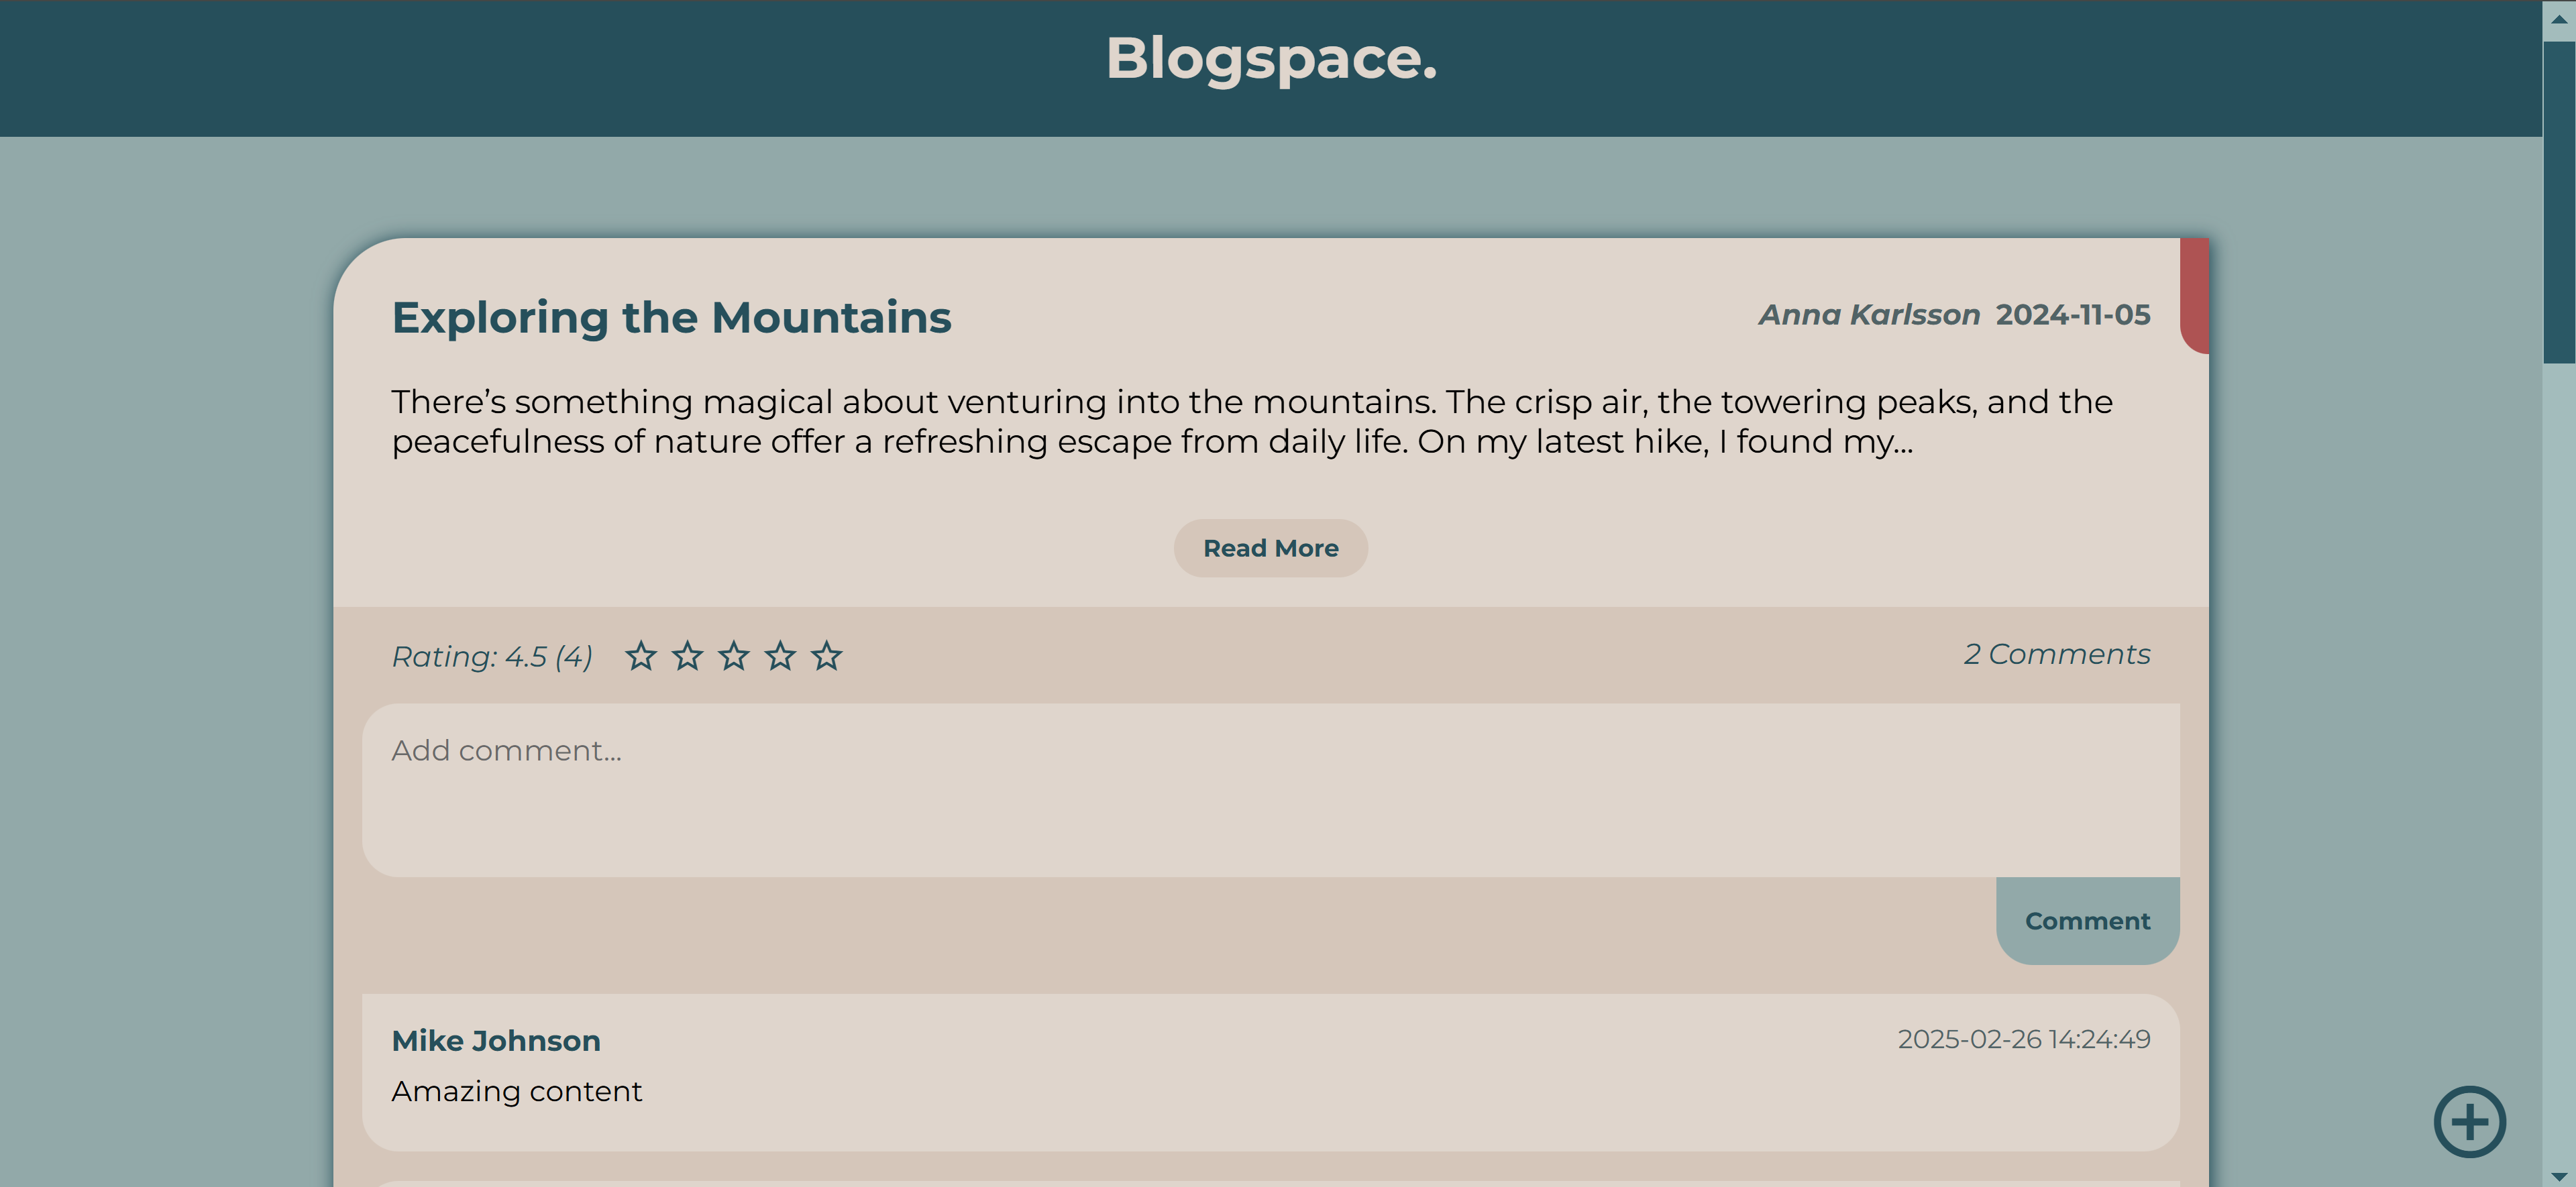 Blogspace.
Exploring the Mountains
Anna Karlsson 2024-11-05
There’s something magical about venturing into the mountains. The crisp air, the towering peaks, and the
peacefulness of nature offer a refreshing escape from daily life. On my latest hike, I found my...
Read More
Rating: 4.5 (4)
2 Comments
Add comment...
Comment
Mike Johnson
2025-02-26 14:24:49
Amazing content